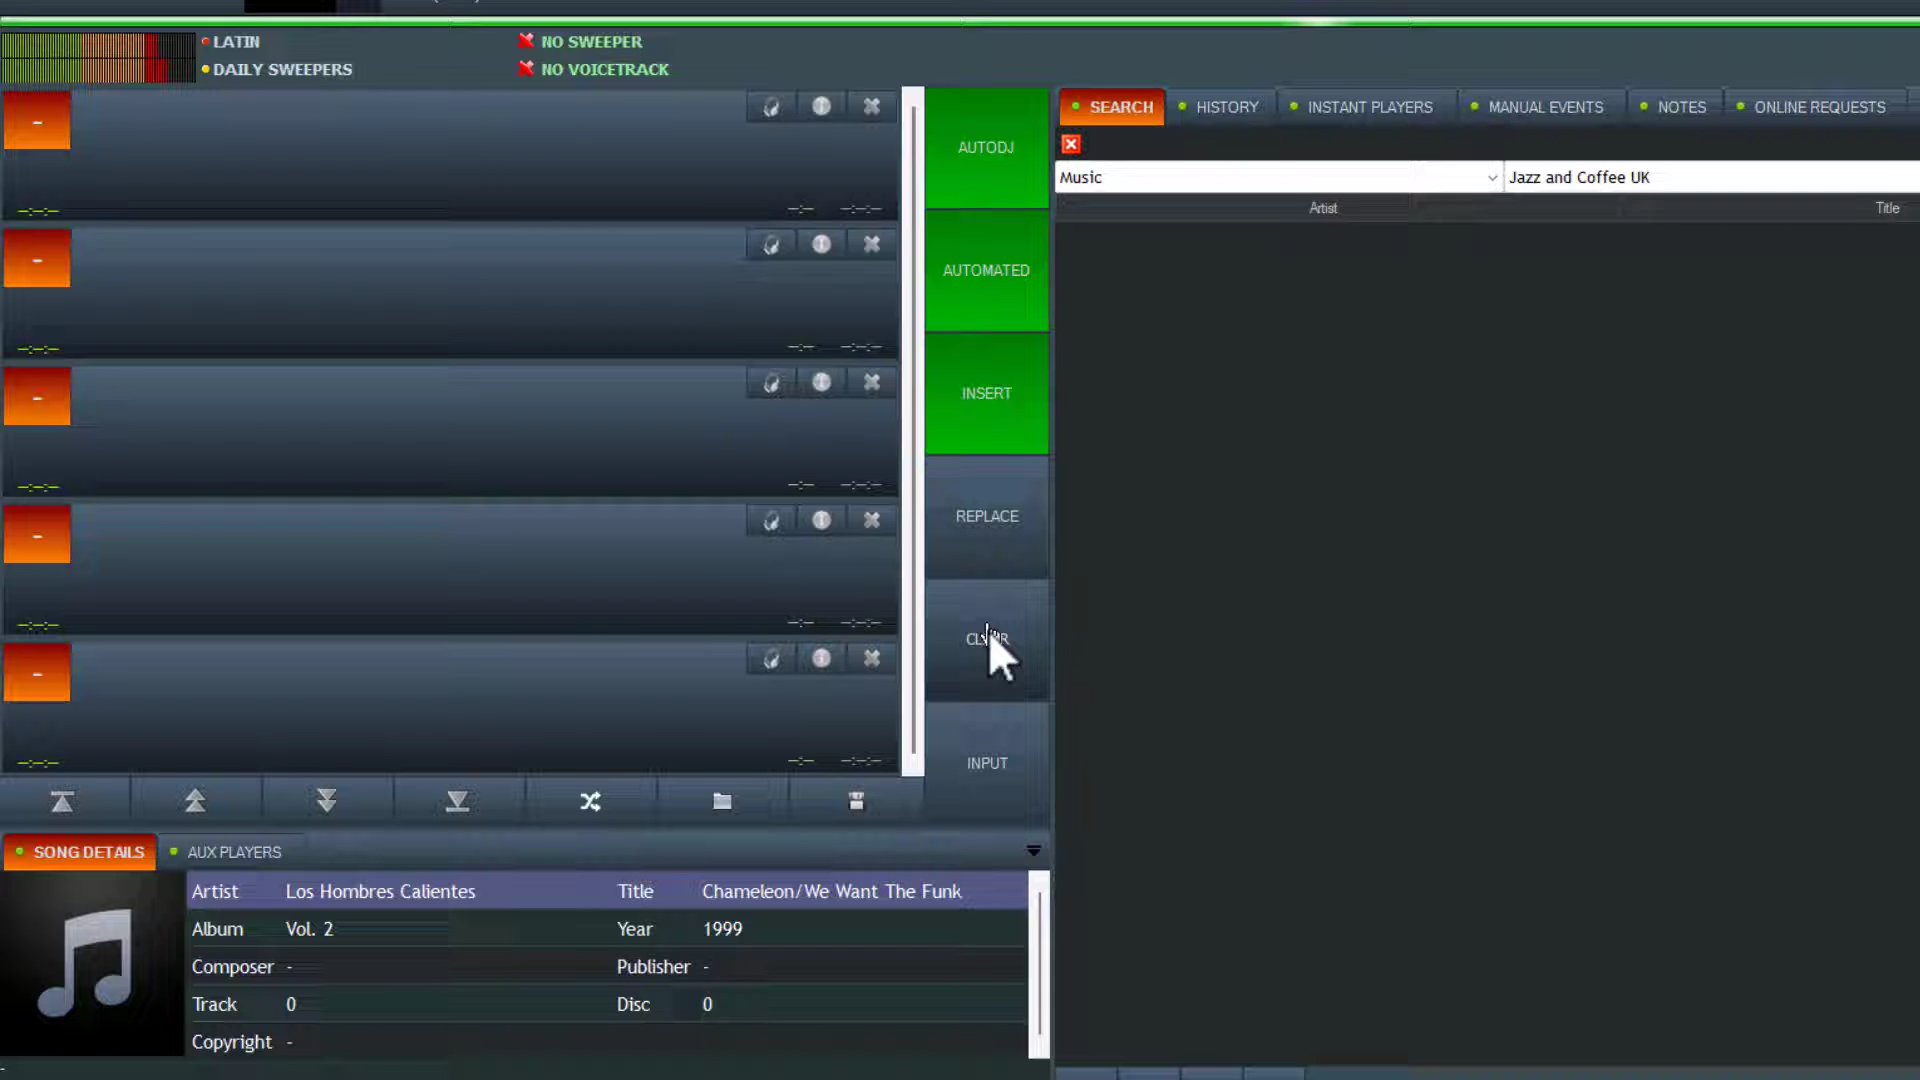 LATIN
NO SWEEPER
DAILY SWEEPERS
NO VOICETRACK
SEARCH
HISTORY
INSTANT PLAYERS
MANUAL EVENTS
NOTES
ONLINE REQUESTS
Music
Jazz and Coffee UK
Artist
Title
AUTODJ
AUTOMATED
INSERT
REPLACE
INPUT
-
--:--:--
--:--
--:--:--
-
--:--:--
--:--
--:--:--
-
--:--:--
--:--
--:--:--
-
--:--:--
--:--
--:--:--
-
--:--:--
--:--
--:--:--
SONG DETAILS
AUX PLAYERS
Artist Los Hombres Calientes Title Chameleon/We Want The Funk
Album Vol. 2 Year 1999
Composer - Publisher -
Track 0 Disc 0
Copyright -
-